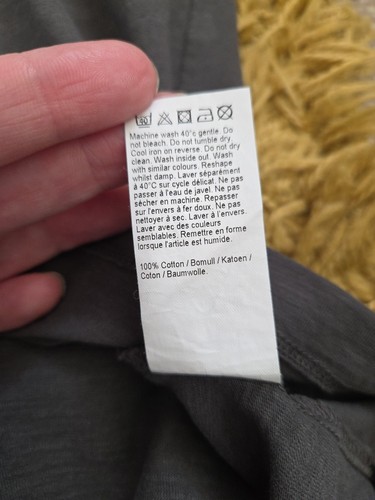 40
Machine wash 40°c gentle. Do
not bleach. Do not tumble dry.
Cool iron on reverse. Do not dry
clean. Wash inside out. Wash
with similar colours. Reshape
whilst damp. Laver séparément
à 40°C sur cycle délicat. Ne pas
passer à l'eau de javel. Ne pas
sécher en machine. Repasser
sur l'envers à fer doux. Ne pas
nettoyer à sec. Laver à l'envers.
Laver avec des couleurs
semblables. Remettre en forme
lorsque l'article est humide.
100% Cotton / Bomull / Katoen /
Coton / Baumwolle.